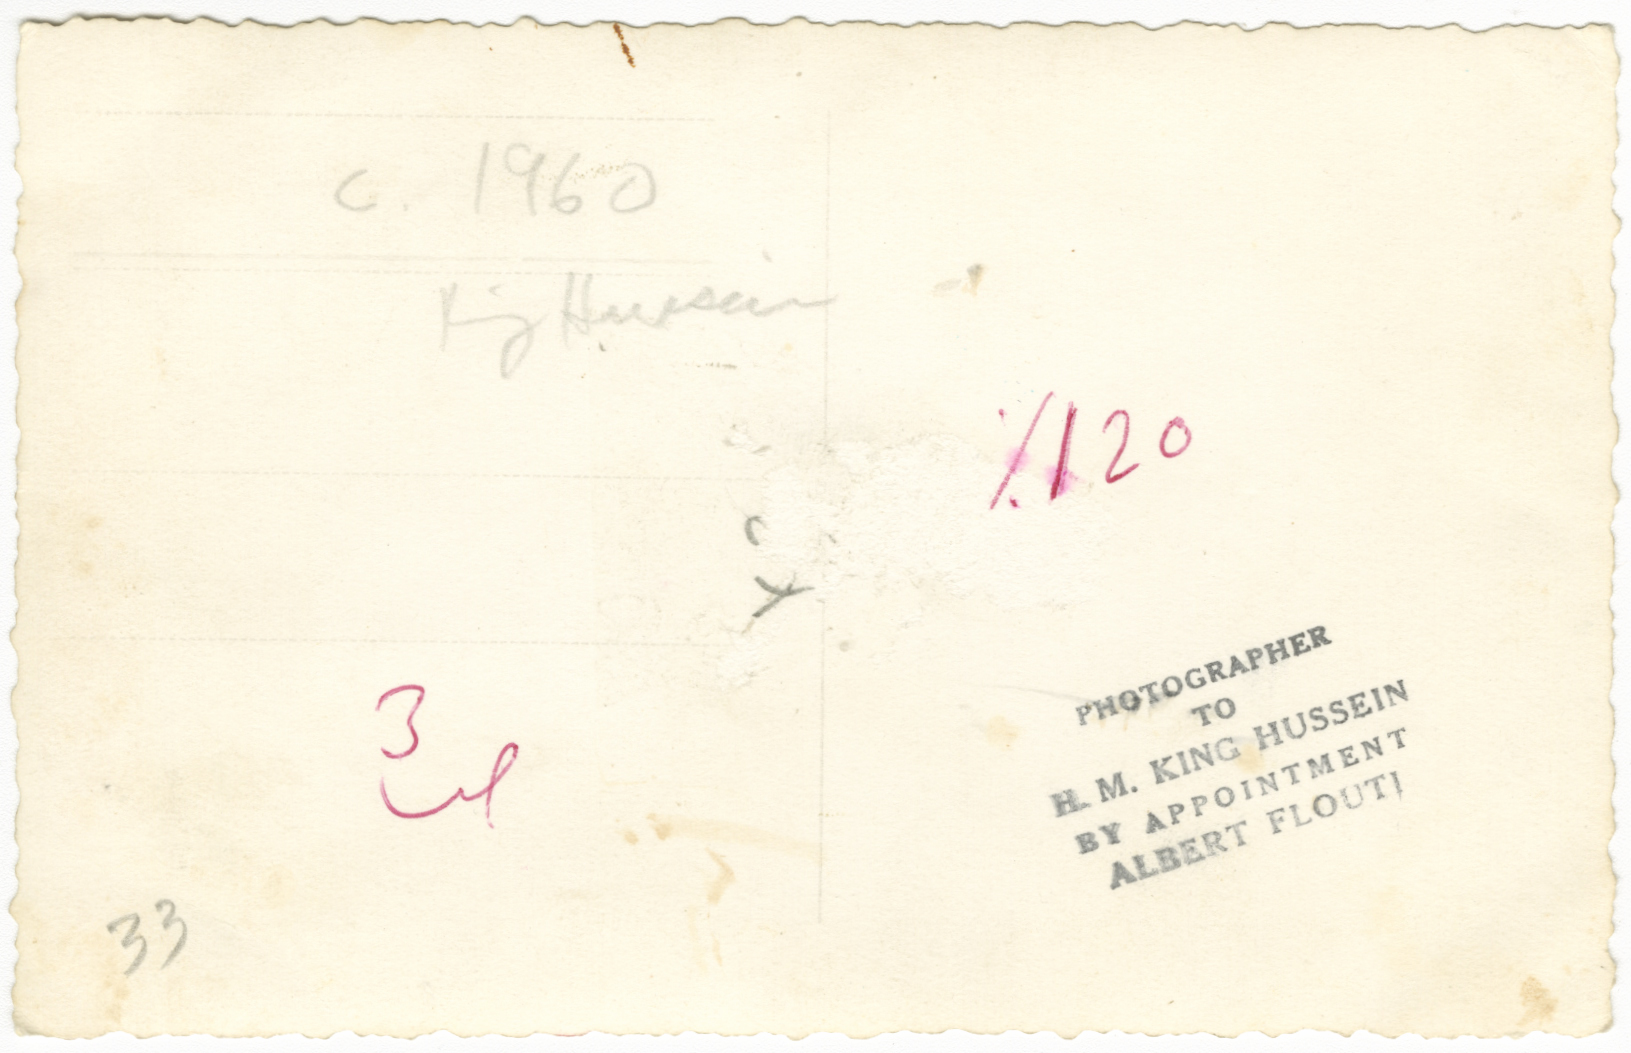 c. 1960
King Hussein
% 120
3
33
PHOTOGRAPHER
TO
H. M. KING HUSSEIN
BY APPOINTMENT
ALBERT FLOUTI